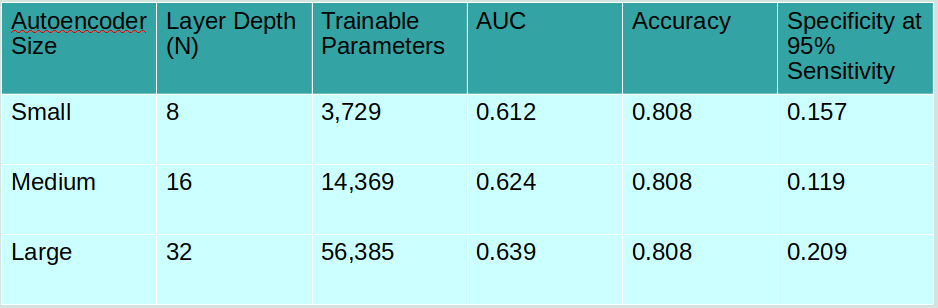 Autoencoder Size Layer Depth (N) Trainable Parameters AUC Accuracy Specificity at 95% Sensitivity
Small 8 3,729 0.612 0.808 0.157
Medium 16 14,369 0.624 0.808 0.119
Large 32 56,385 0.639 0.808 0.209